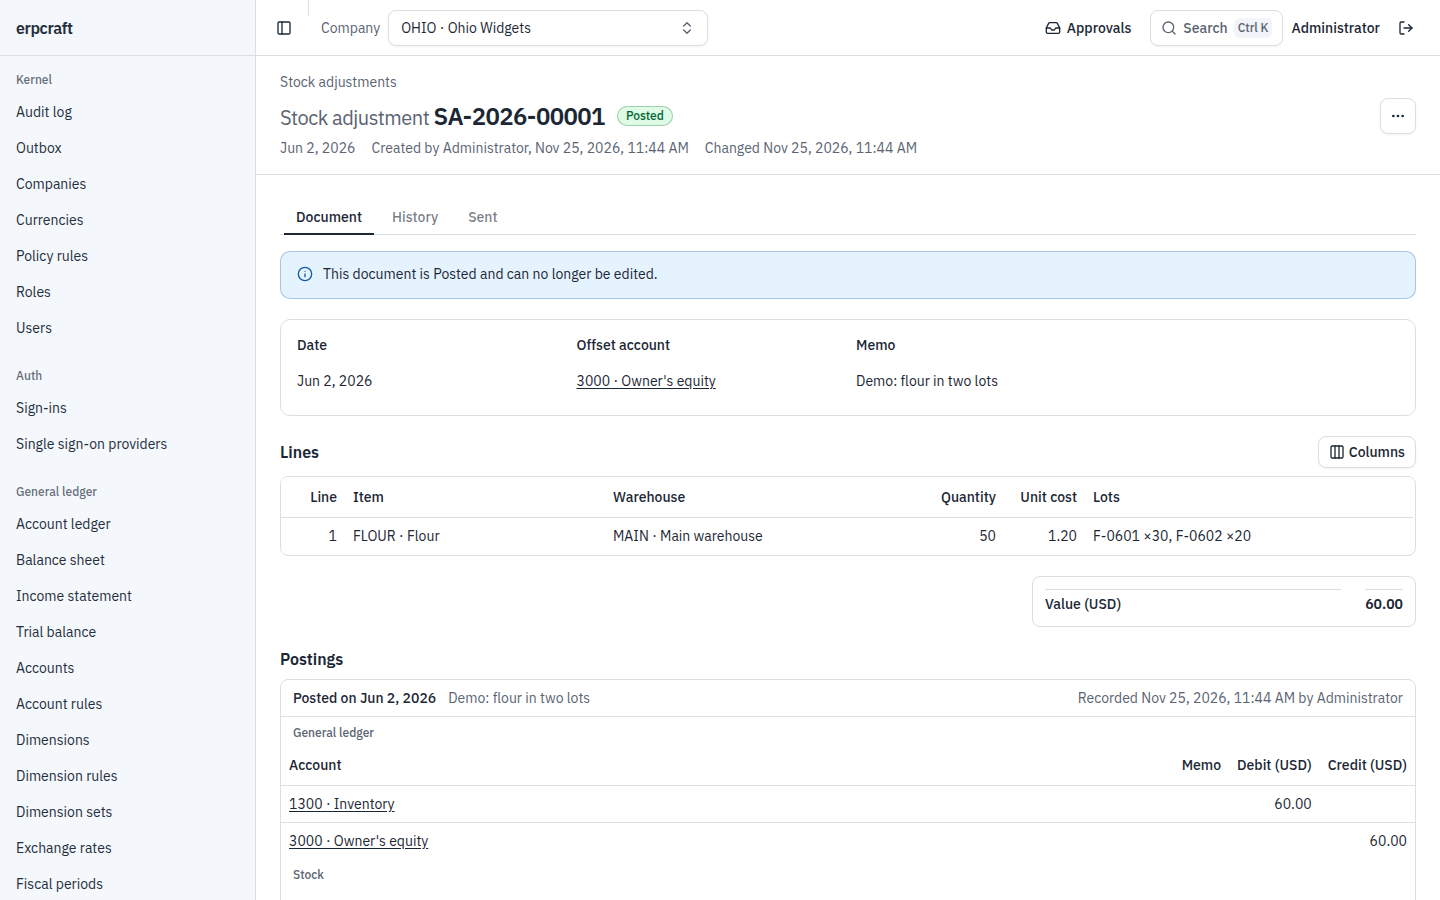 erpcraft
Company
OHIO · Ohio Widgets
Approvals
Search Ctrl K
Administrator
Kernel
Audit log
Outbox
Companies
Currencies
Policy rules
Roles
Users
Auth
Sign-ins
Single sign-on providers
General ledger
Account ledger
Balance sheet
Income statement
Trial balance
Accounts
Account rules
Dimensions
Dimension rules
Dimension sets
Exchange rates
Fiscal periods
Stock adjustments
Stock adjustment SA-2026-00001 Posted
Jun 2, 2026 Created by Administrator, Nov 25, 2026, 11:44 AM Changed Nov 25, 2026, 11:44 AM
Document History Sent
This document is Posted and can no longer be edited.
Date Offset account Memo
Jun 2, 2026 3000 · Owner's equity Demo: flour in two lots
Lines
Columns
Line Item Warehouse Quantity Unit cost Lots
1 FLOUR · Flour MAIN · Main warehouse 50 1.20 F-0601 ×30, F-0602 ×20
Value (USD) 60.00
Postings
Posted on Jun 2, 2026 Demo: flour in two lots Recorded Nov 25, 2026, 11:44 AM by Administrator
General ledger
Account Memo Debit (USD) Credit (USD)
1300 · Inventory 60.00
3000 · Owner's equity 60.00
Stock